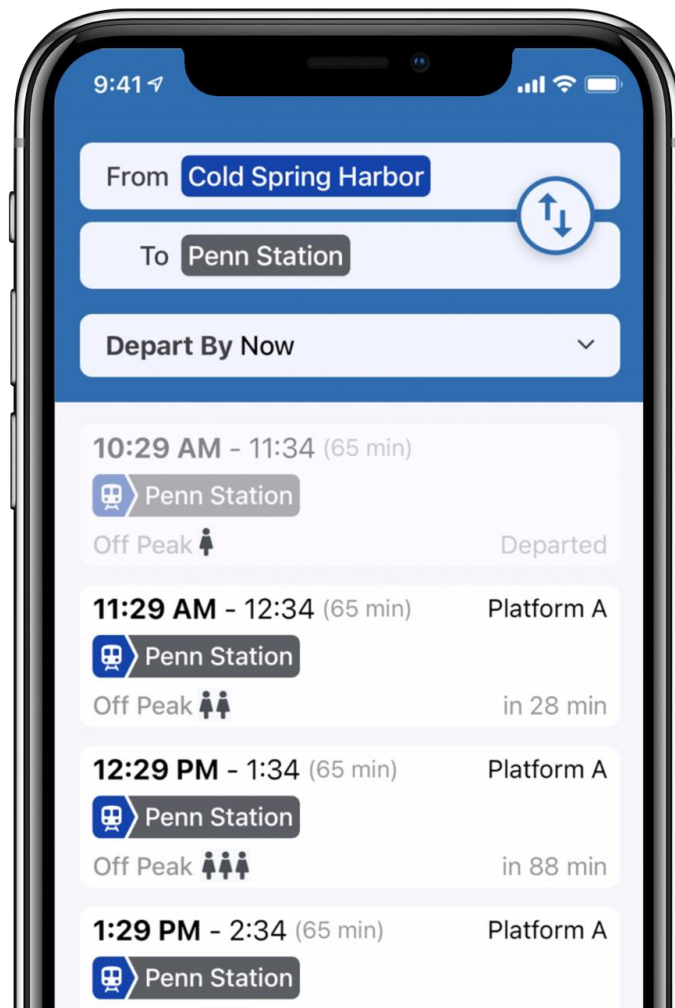 9:41
From Cold Spring Harbor
To Penn Station
Depart By Now
10:29 AM - 11:34 (65 min)
Penn Station
Off Peak Departed
11:29 AM - 12:34 (65 min) Platform A
Penn Station
Off Peak in 28 min
12:29 PM - 1:34 (65 min) Platform A
Penn Station
Off Peak in 88 min
1:29 PM - 2:34 (65 min) Platform A
Penn Station